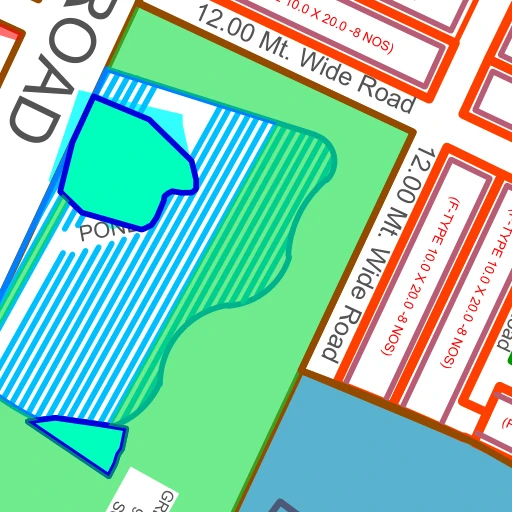 ROAD
12.00 Mt. Wide Road
10.0 X 20.0 -8 NOS)
12.00 Mt. Wide Road
(F-TYPE 10.0 X 20.0 -8 NOS)
(F-TYPE 10.0 X 20.0 -8 NOS)
POND